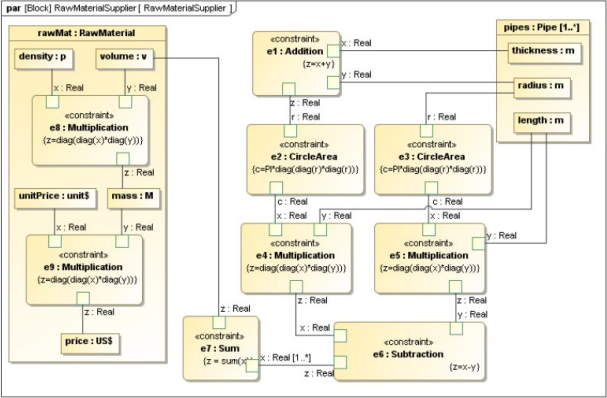 par [Block] RawMaterialSupplier [ RawMaterialSupplier ]
rawMat : RawMaterial
density : p
volume : v
x : Real
y : Real
«constraint»
e8 : Multiplication
{z=diag(diag(x)*diag(y))}
z : Real
unitPrice : unit$
mass : M
x : Real
y : Real
«constraint»
e9 : Multiplication
{z=diag(diag(x)*diag(y))}
z : Real
price : US$
«constraint»
e1 : Addition
{z=x+y}
x : Real
y : Real
z : Real
pipes : Pipe [1..*]
thickness : m
radius : m
length : m
r : Real
r : Real
«constraint»
e2 : CircleArea
{c=PI*diag(diag(r)*diag(r))}
«constraint»
e3 : CircleArea
{c=PI*diag(diag(r)*diag(r))}
c : Real
c : Real
x : Real
y : Real
x : Real
«constraint»
e4 : Multiplication
{z=diag(diag(x)*diag(y))}
«constraint»
e5 : Multiplication
{z=diag(diag(x)*diag(y))}
y : Real
z : Real
z : Real
z : Real
x : Real
y : Real
«constraint»
e7 : Sum
{z = sum(x)}
x : Real [1..*]
z : Real
«constraint»
e6 : Subtraction
{z=x-y}